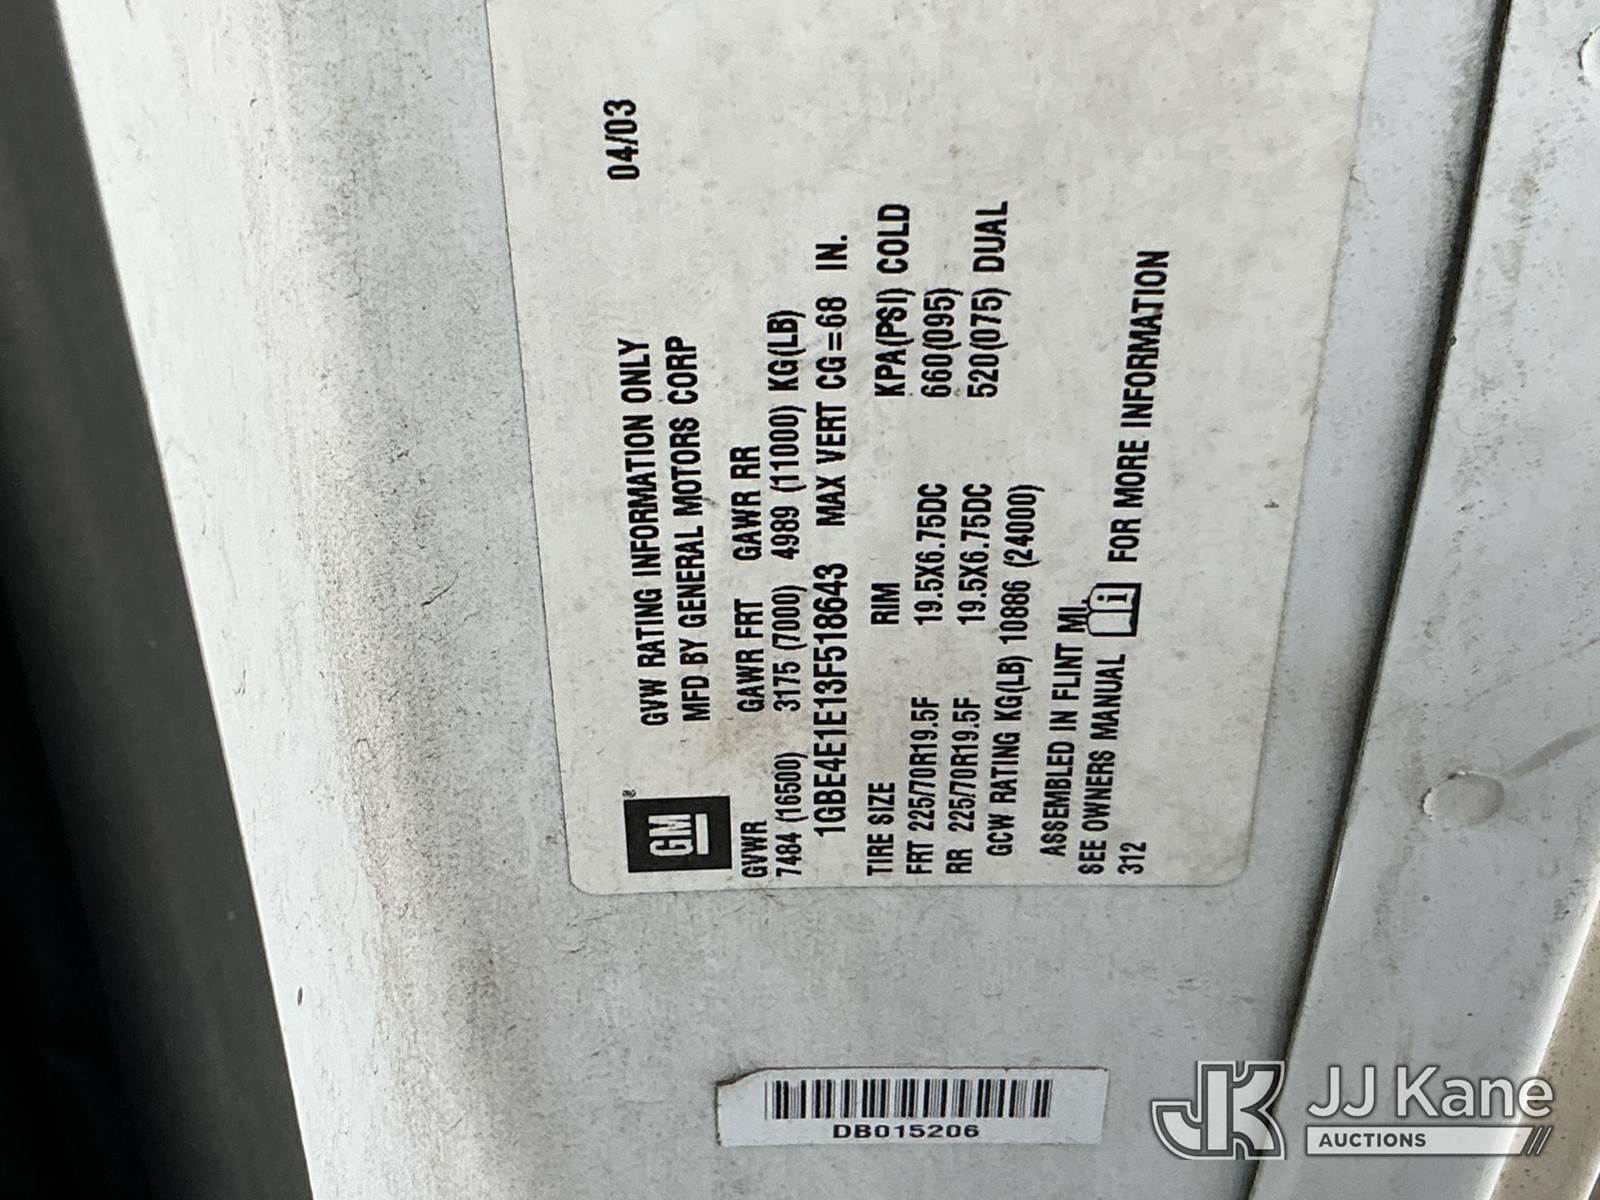 04/03
GVW RATING INFORMATION ONLY
GM® MFD BY GENERAL MOTORS CORP
GVWR GAWR FRT GAWR RR
7484 (16500) 3175 (7000) 4989 (11000) KG(LB)
1GBE4E1E13F518643 MAX VERT CG=68 IN.
TIRE SIZE RIM KPA(PSI) COLD
FRT 225/70R19.5F 19.5X6.75DC 660(095)
RR 225/70R19.5F 19.5X6.75DC 520(075) DUAL
GCW RATING KG(LB) 10886 (24000)
ASSEMBLED IN FLINT MI.
SEE OWNERS MANUAL i FOR MORE INFORMATION
312
DB015206
JK JJ Kane
AUCTIONS